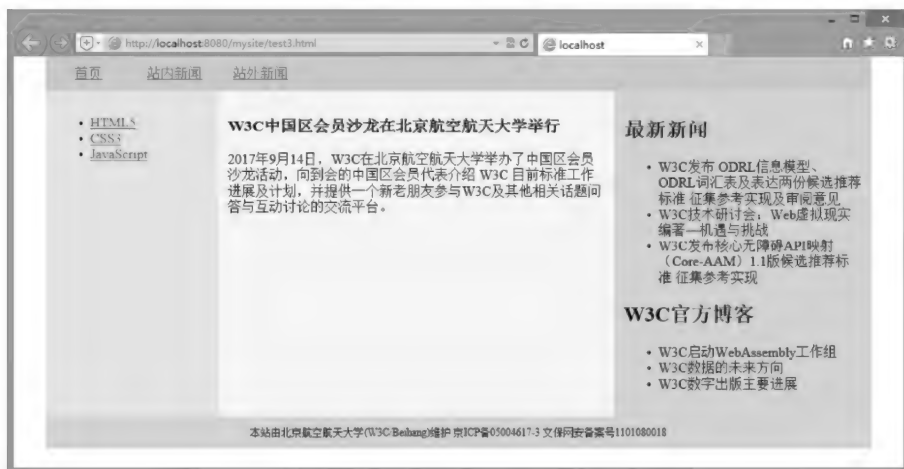 http://localhost:8080/mysite/test3.html
localhost
首页 站内新闻 站外新闻
HTML5
CSS3
JavaScript
W3C中国区会员沙龙在北京航空航天大学举行
2017年9月14日，W3C在北京航空航天大学举办了中国区会员
沙龙活动，向到会的中国区会员代表介绍 W3C 目前标准工作
进展及计划，并提供一个新老朋友参与W3C及其他相关话题问
答与互动讨论的交流平台。
最新新闻
W3C发布 ODRL信息模型、
ODRL词汇表及表达两份候选推荐
标准 征集参考实现及审阅意见
W3C技术研讨会：Web虚拟现实
编著—机遇与挑战
W3C发布核心无障碍API映射
（Core-AAM）1.1版候选推荐标
准 征集参考实现
W3C官方博客
W3C启动WebAssembly工作组
W3C数据的未来方向
W3C数字出版主要进展
本站由北京航空航天大学(W3C/Beihang)维护 京ICP备05004617-3 文保网安备案号1101080018